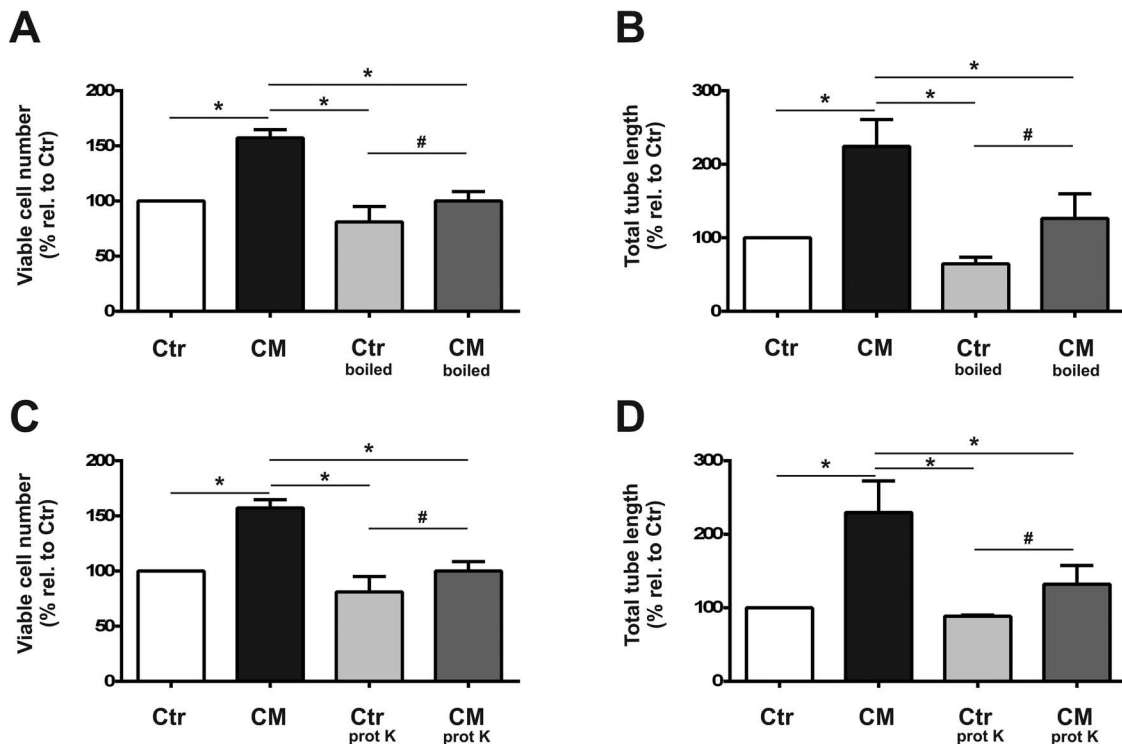 A
Viable cell number
(% rel. to Ctr)
200
150
100
50
0
*
*
*
#
Ctr
CM
Ctr
boiled
CM
boiled
B
Total tube length
(% rel. to Ctr)
300
200
100
0
*
*
*
#
Ctr
CM
Ctr
boiled
CM
boiled
C
Viable cell number
(% rel. to Ctr)
200
150
100
50
0
*
*
*
#
Ctr
CM
Ctr
prot K
CM
prot K
D
Total tube length
(% rel. to Ctr)
300
200
100
0
*
*
*
#
Ctr
CM
Ctr
prot K
CM
prot K